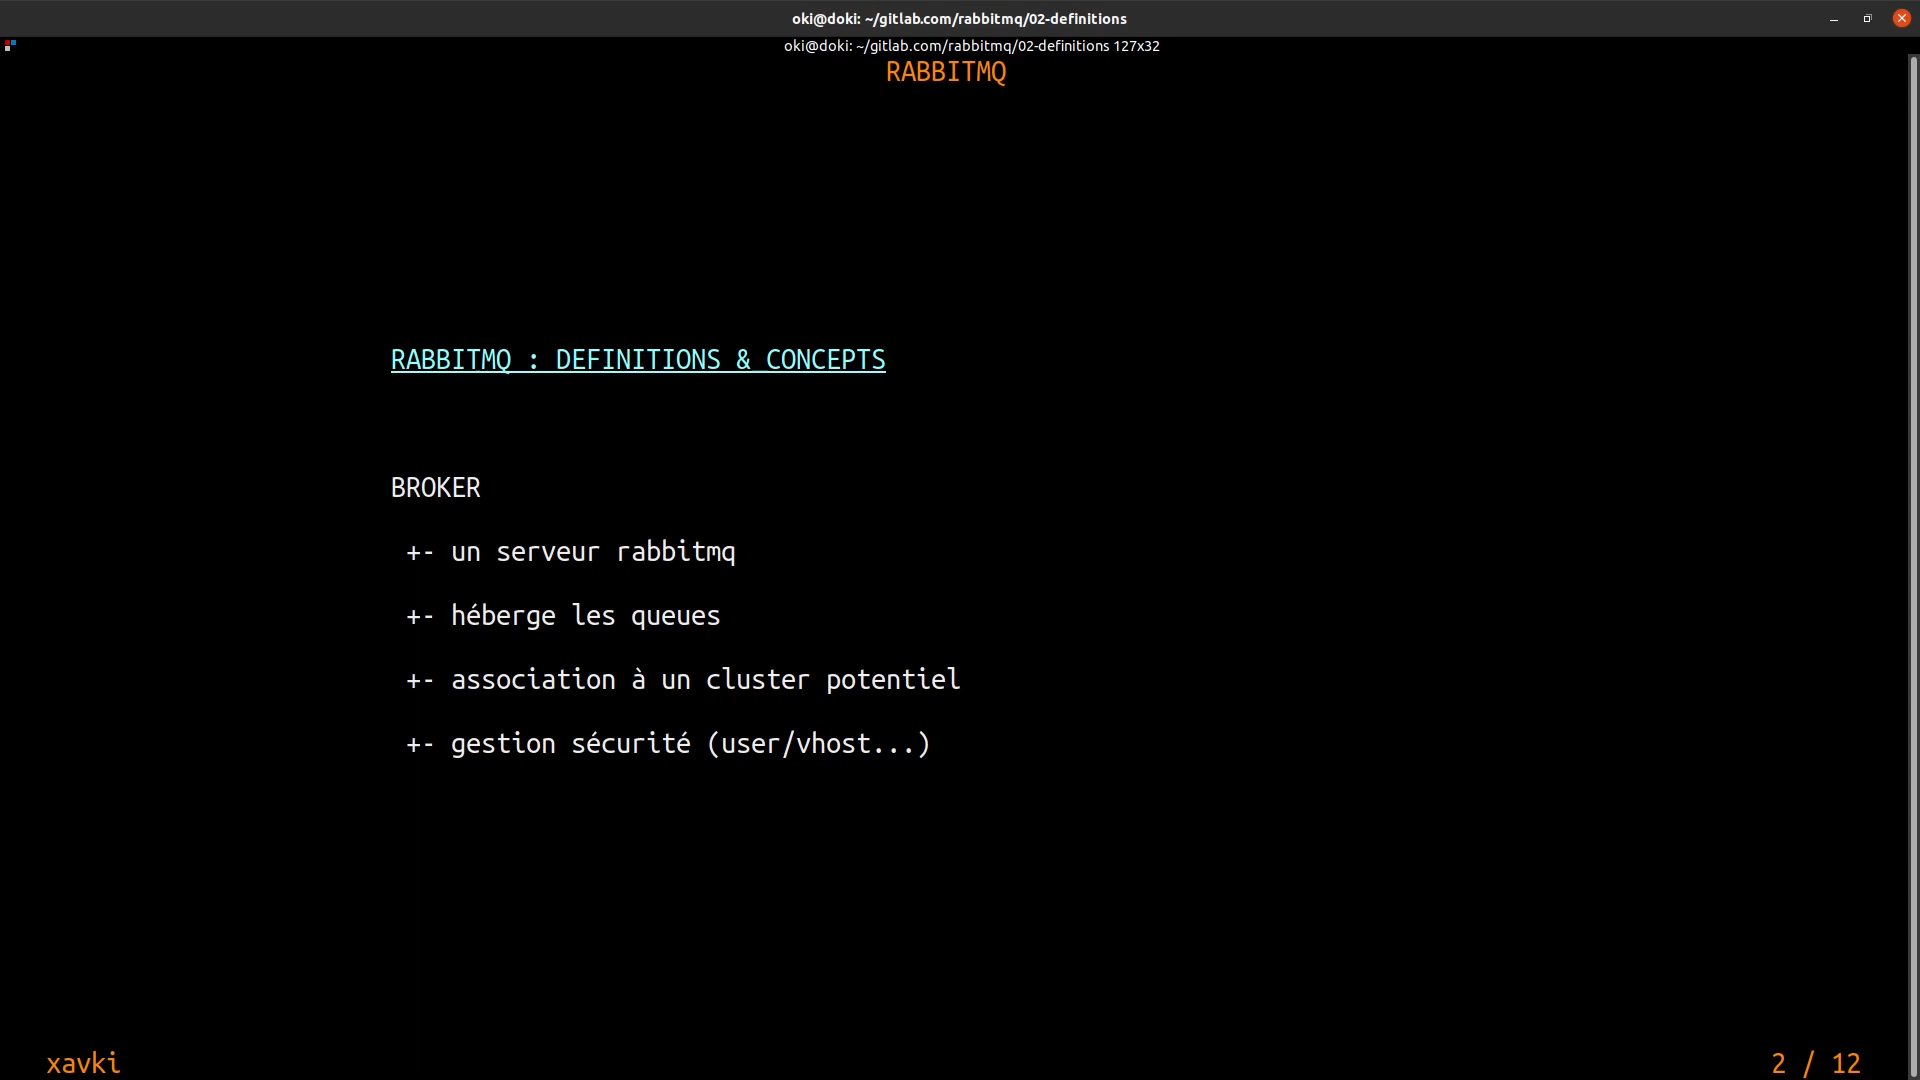 oki@doki: ~/gitlab.com/rabbitmq/02-definitions
oki@doki: ~/gitlab.com/rabbitmq/02-definitions 127x32
RABBITMQ
RABBITMQ : DEFINITIONS & CONCEPTS
BROKER
+- un serveur rabbitmq
+- héberge les queues
+- association à un cluster potentiel
+- gestion sécurité (user/vhost...)
xavki
2 / 12